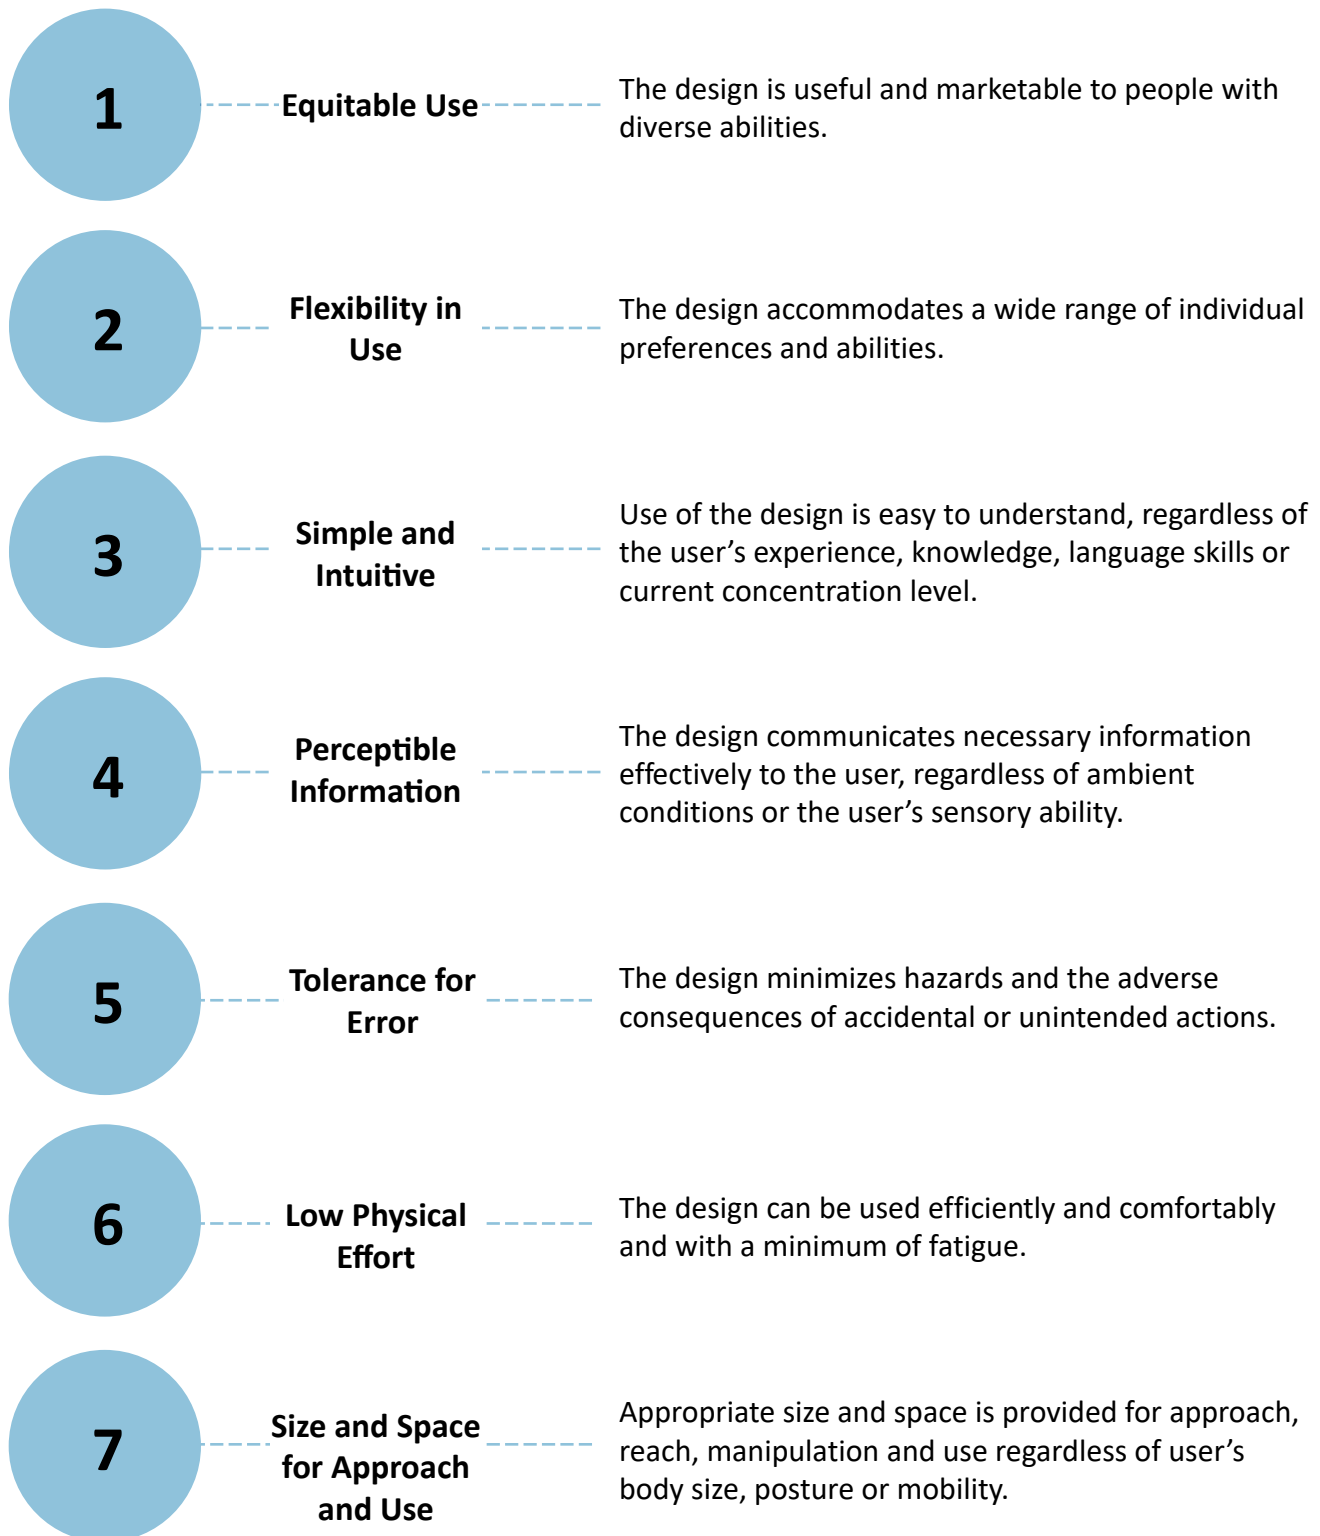 1
Equitable Use
The design is useful and marketable to people with
diverse abilities.
2
Flexibility in
Use
The design accommodates a wide range of individual
preferences and abilities.
3
Simple and
Intuitive
Use of the design is easy to understand, regardless of
the user’s experience, knowledge, language skills or
current concentration level.
4
Perceptible
Information
The design communicates necessary information
effectively to the user, regardless of ambient
conditions or the user’s sensory ability.
5
Tolerance for
Error
The design minimizes hazards and the adverse
consequences of accidental or unintended actions.
6
Low Physical
Effort
The design can be used efficiently and comfortably
and with a minimum of fatigue.
7
Size and Space
for Approach
and Use
Appropriate size and space is provided for approach,
reach, manipulation and use regardless of user’s
body size, posture or mobility.